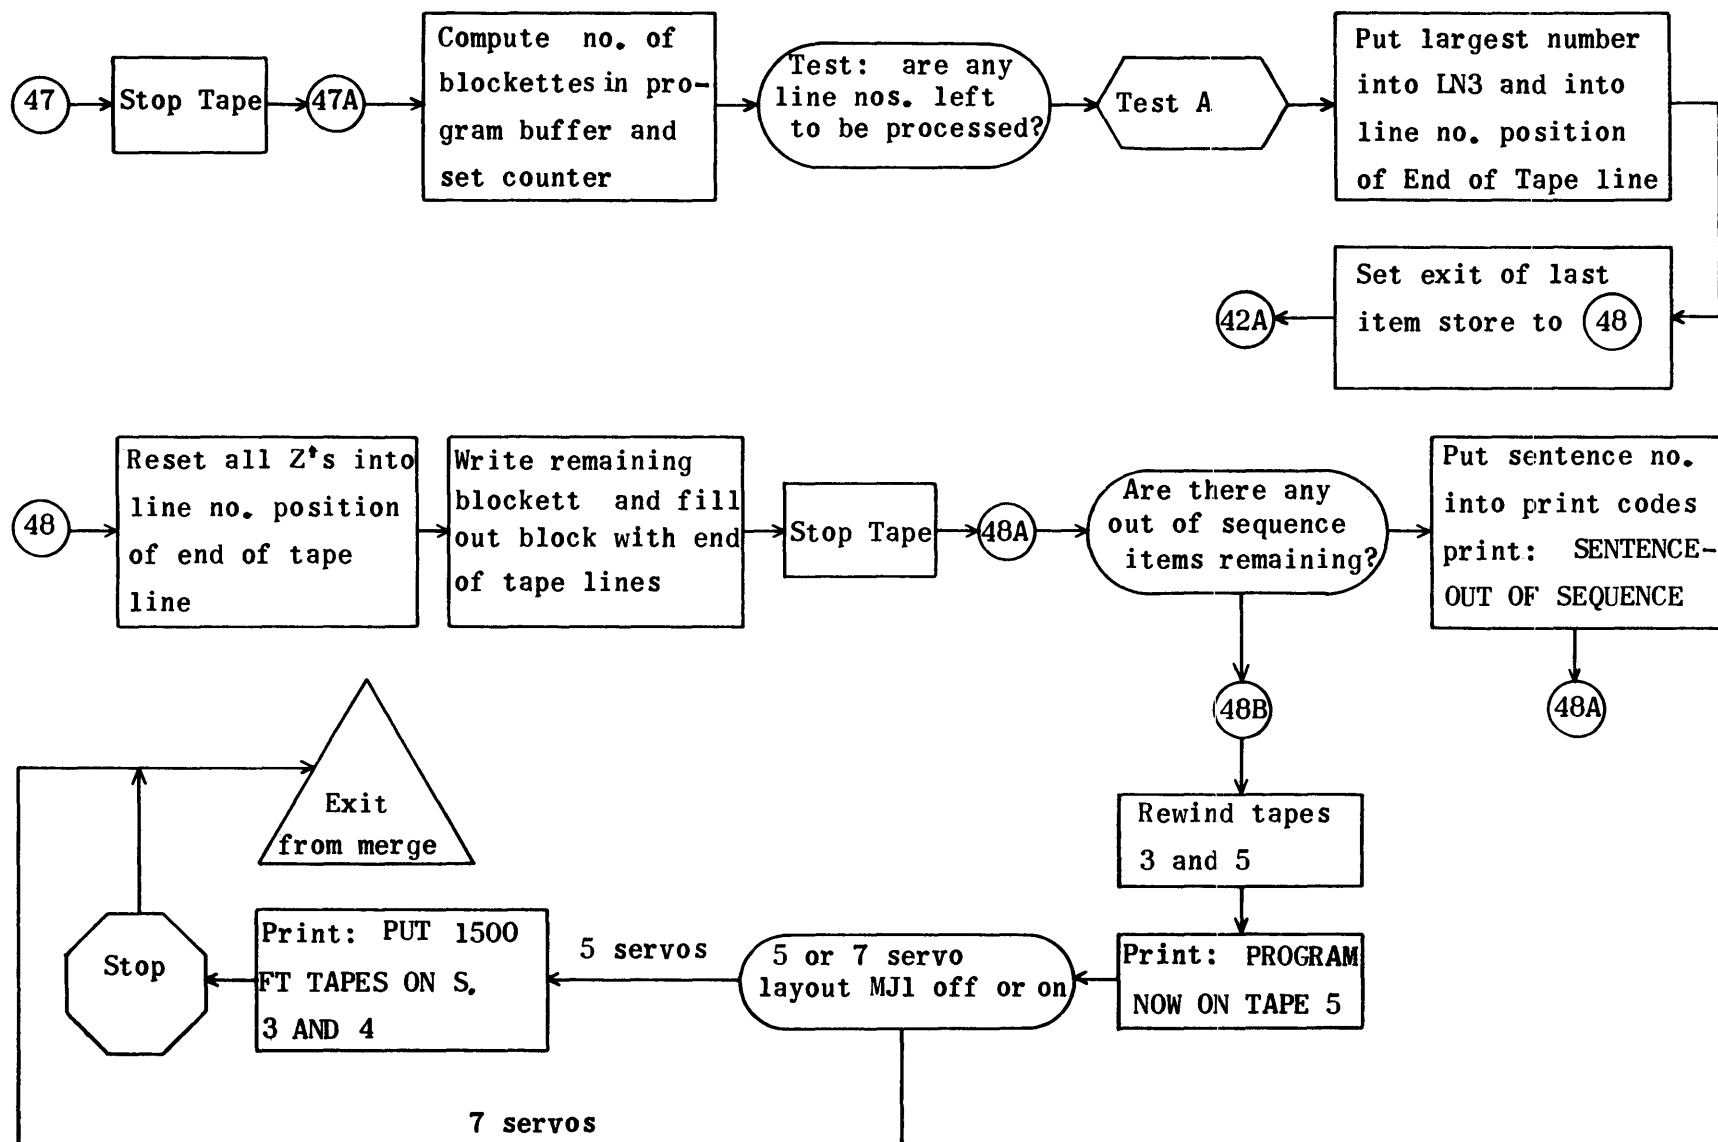 47
Stop Tape
47A
Compute no. of
blockettes in pro-
gram buffer and
set counter
Test: are any
line nos. left
to be processed?
Test A
Put largest number
into LN3 and into
line no. position
of End of Tape line
Set exit of last
item store to 48
42A
48
Reset all Z's into
line no. position
of end of tape
line
Write remaining
blockett and fill
out block with end
of tape lines
Stop Tape
48A
Are there any
out of sequence
items remaining?
Put sentence no.
into print codes
print: SENTENCE-
OUT OF SEQUENCE
48A
48B
Rewind tapes
3 and 5
Print: PROGRAM
NOW ON TAPE 5
5 or 7 servo
layout MJ1 off or on
5 servos
Print: PUT 1500
FT TAPES ON S.
3 AND 4
Stop
Exit
from merge
7 servos